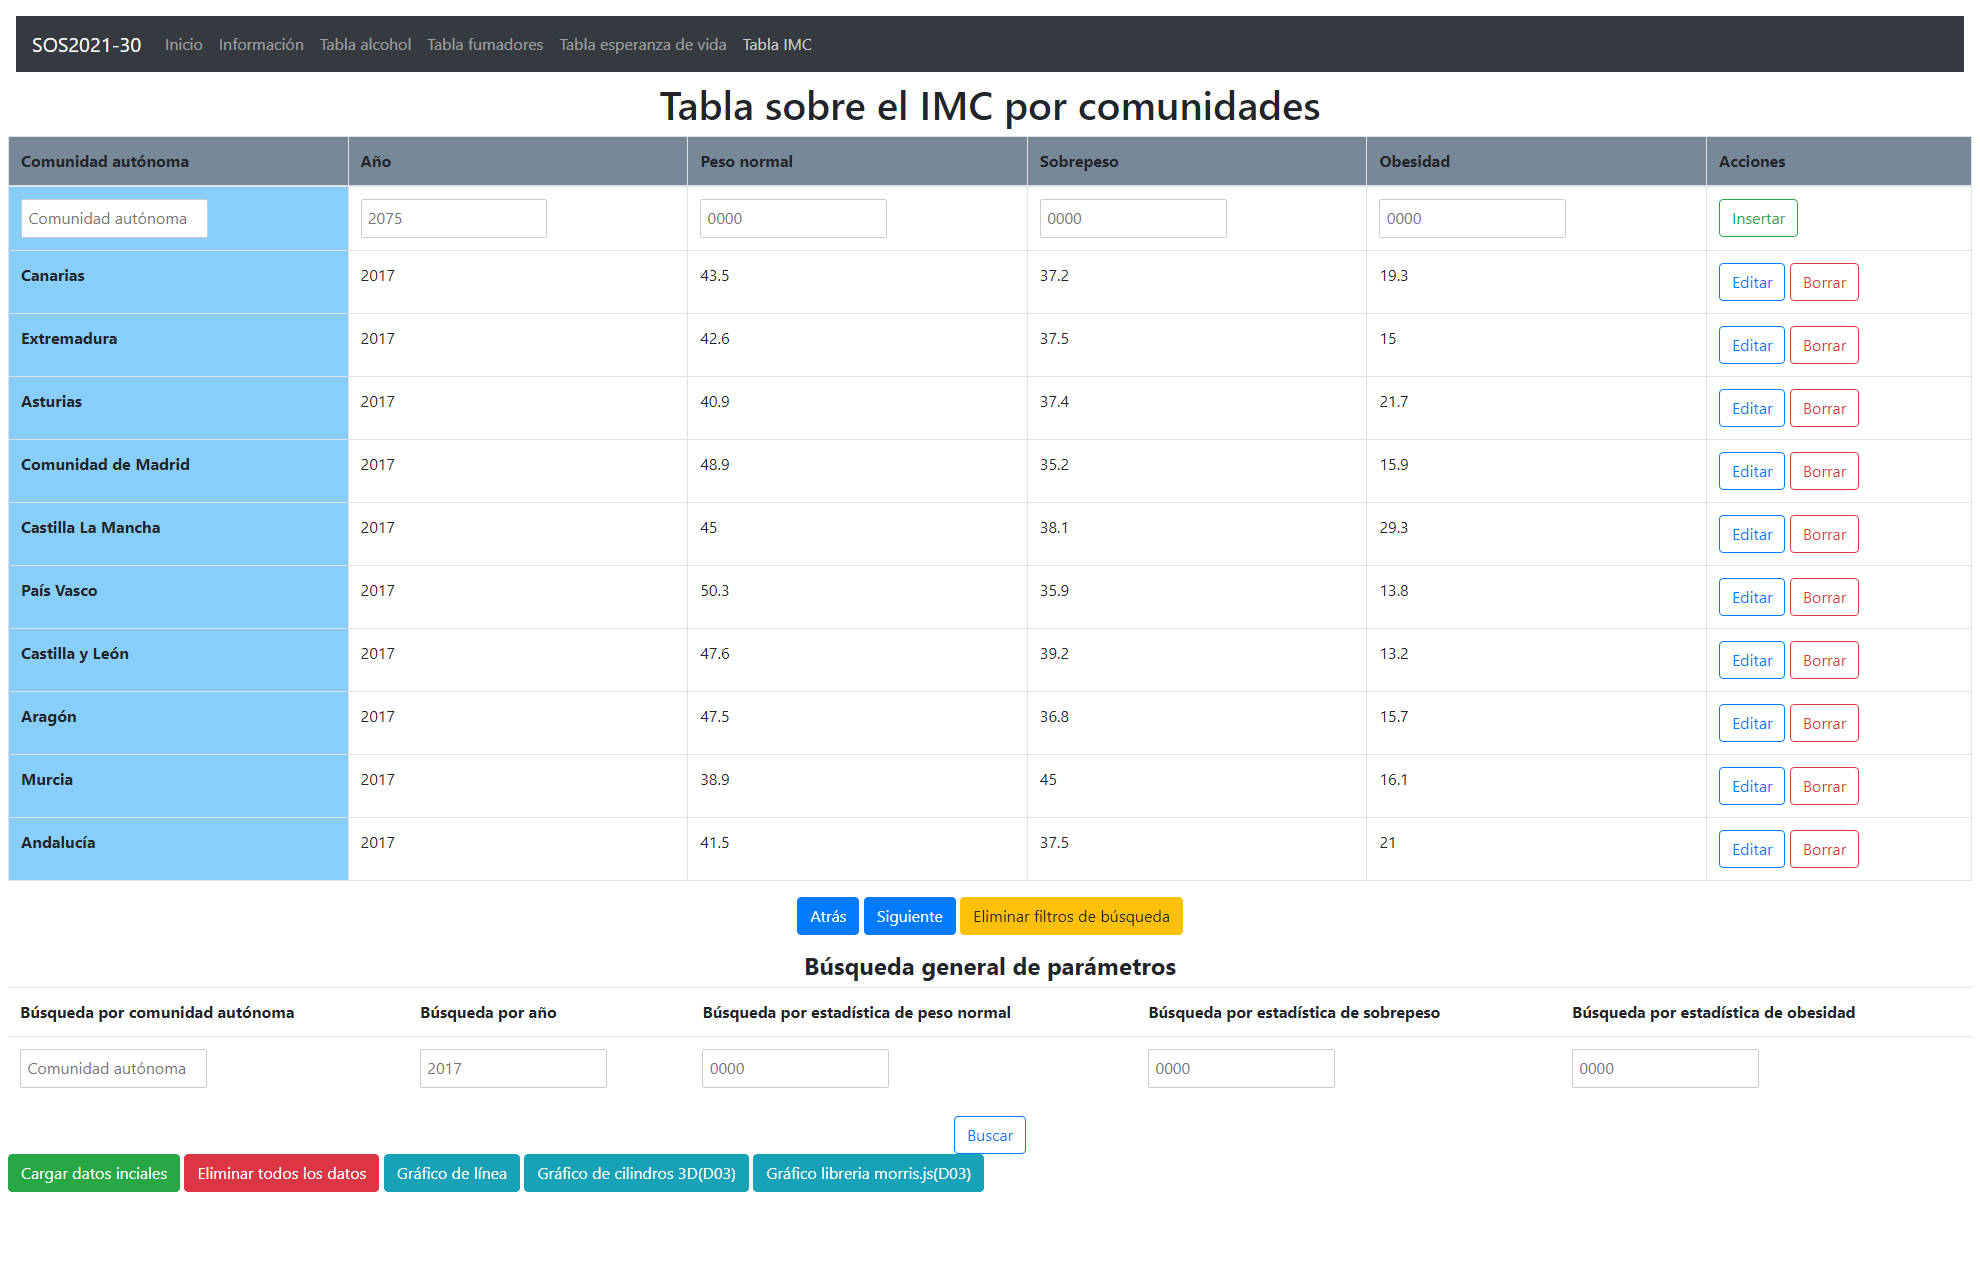 SOS2021-30 Inicio Información Tabla alcohol Tabla fumadores Tabla esperanza de vida Tabla IMC
Tabla sobre el IMC por comunidades
Comunidad autónoma Año Peso normal Sobrepeso Obesidad Acciones
Comunidad autónoma 2075 0000 0000 0000 Insertar
Canarias 2017 43.5 37.2 19.3 Editar Borrar
Extremadura 2017 42.6 37.5 15 Editar Borrar
Asturias 2017 40.9 37.4 21.7 Editar Borrar
Comunidad de Madrid 2017 48.9 35.2 15.9 Editar Borrar
Castilla La Mancha 2017 45 38.1 29.3 Editar Borrar
País Vasco 2017 50.3 35.9 13.8 Editar Borrar
Castilla y León 2017 47.6 39.2 13.2 Editar Borrar
Aragón 2017 47.5 36.8 15.7 Editar Borrar
Murcia 2017 38.9 45 16.1 Editar Borrar
Andalucía 2017 41.5 37.5 21 Editar Borrar
Atrás Siguiente Eliminar filtros de búsqueda
Búsqueda general de parámetros
Búsqueda por comunidad autónoma Búsqueda por año Búsqueda por estadística de peso normal Búsqueda por estadística de sobrepeso Búsqueda por estadística de obesidad
Comunidad autónoma 2017 0000 0000 0000
Buscar
Cargar datos inciales Eliminar todos los datos Gráfico de línea Gráfico de cilindros 3D(D03) Gráfico libreria morris.js(D03)